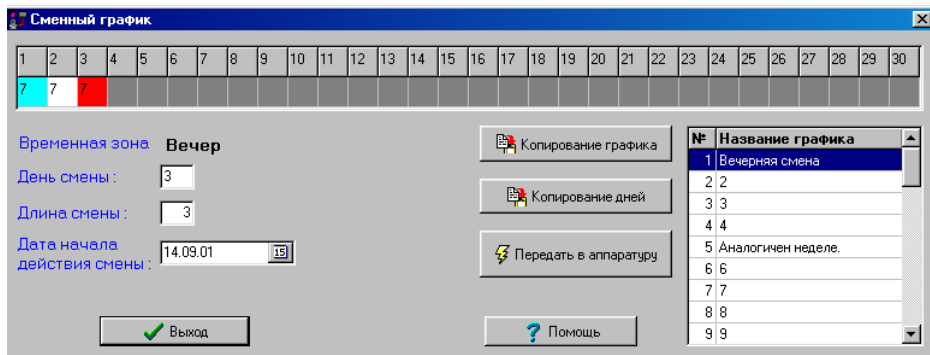 Сменный график
1 2 3 4 5 6 7 8 9 10 11 12 13 14 15 16 17 18 19 20 21 22 23 24 25 26 27 28 29 30
7 7 7
Временная зона Вечер
День смены : 3
Длина смены : 3
Дата начала
действия смены : 14.09.01 15
Копирование графика
Копирование дней
Передать в аппаратуру
№ Название графика
1 Вечерняя смена
2 2
3 3
4 4
5 Аналогичен неделе.
6 6
7 7
8 8
9 9
Выход
? Помощь